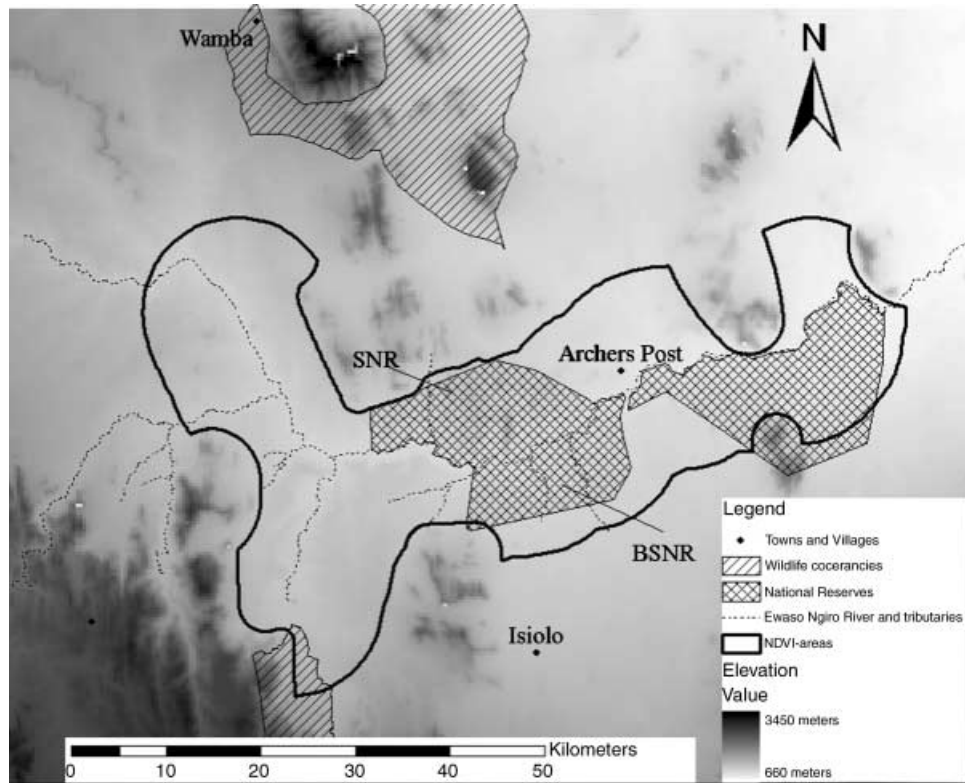 Wamba
N
SNR
Archers Post
BSNR
Isiolo
Legend
Towns and Villages
Wildlife cocerancies
National Reserves
Ewaso Ngiro River and tributaries
NDVI-areas
Elevation
Value
3450 meters
660 meters
Kilometers
0 10 20 30 40 50